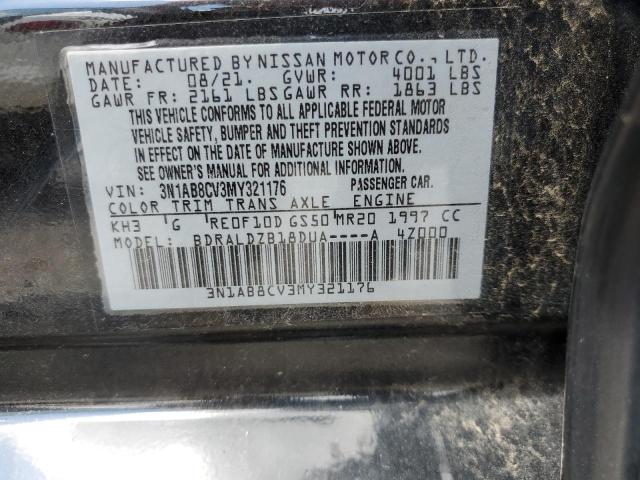 MANUFACTURED BY NISSAN MOTOR CO., LTD.
DATE: 08/21. GVWR: 4001 LBS
GAWR FR: 2161 LBS GAWR RR: 1863 LBS
THIS VEHICLE CONFORMS TO ALL APPLICABLE FEDERAL MOTOR
VEHICLE SAFETY, BUMPER AND THEFT PREVENTION STANDARDS
IN EFFECT ON THE DATE OF MANUFACTURE SHOWN ABOVE.
SEE OWNER'S MANUAL FOR MORE INFORMATION.
VIN: 3N1AB8CV3MY321176 PASSENGER CAR.
COLOR TRIM TRANS AXLE ENGINE
KH3 'G RE0F10D GS50 MR20 1997 CC
MODEL: BDRALDZB18DUA----A 4Z000
3N1AB8CV3MY321176